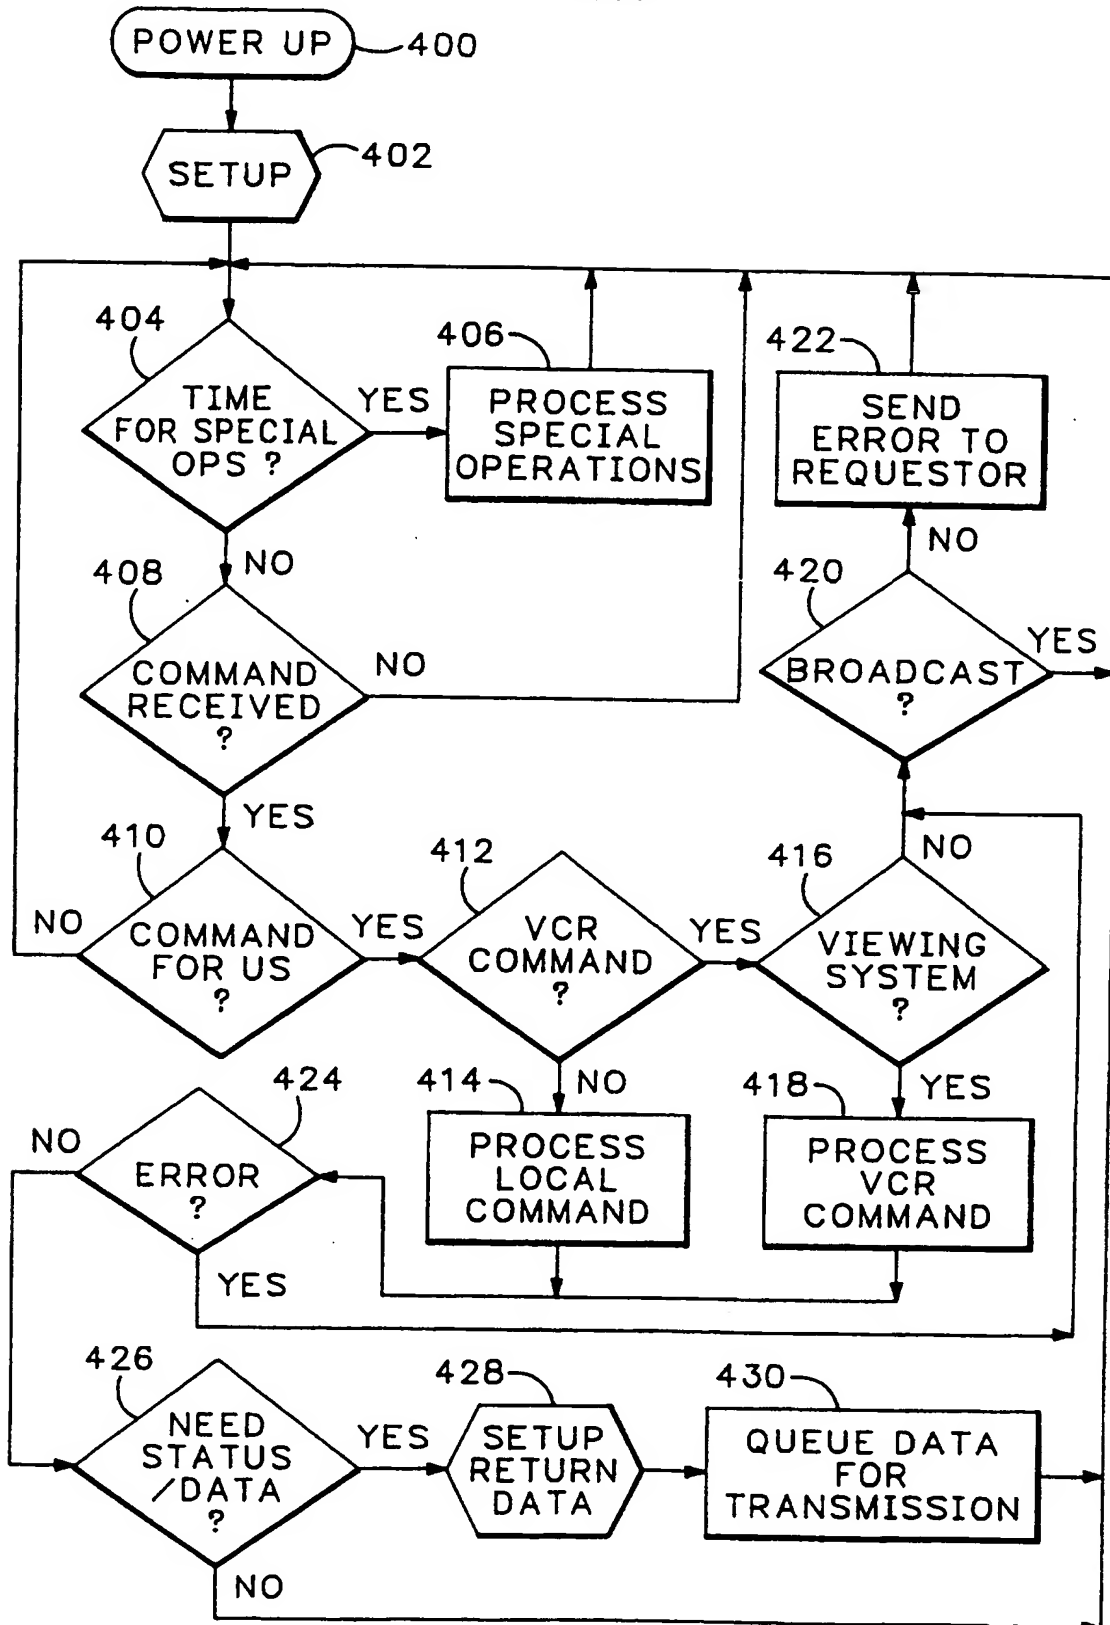 POWER UP
400
SETUP
402
404
TIME
FOR SPECIAL
OPS ?
YES
406
PROCESS
SPECIAL
OPERATIONS
422
SEND
ERROR TO
REQUESTOR
NO
NO
408
COMMAND
RECEIVED
?
NO
420
BROADCAST
?
YES
YES
410
COMMAND
FOR US
?
NO
YES
412
VCR
COMMAND
?
YES
416
VIEWING
SYSTEM
?
NO
NO
YES
424
ERROR
?
NO
YES
414
PROCESS
LOCAL
COMMAND
418
PROCESS
VCR
COMMAND
426
NEED
STATUS
/DATA
?
YES
428
SETUP
RETURN
DATA
430
QUEUE DATA
FOR
TRANSMISSION
NO